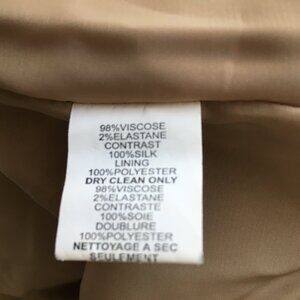 98%VISCOSE
2%ELASTANE
CONTRAST
100%SILK
LINING
100%POLYESTER
DRY CLEAN ONLY
98%VISCOSE
2%ELASTANE
CONTRASTE
100%SOIE
DOUBLURE
100%POLYESTER
NETTOYAGE A SEC
SEULEMENT